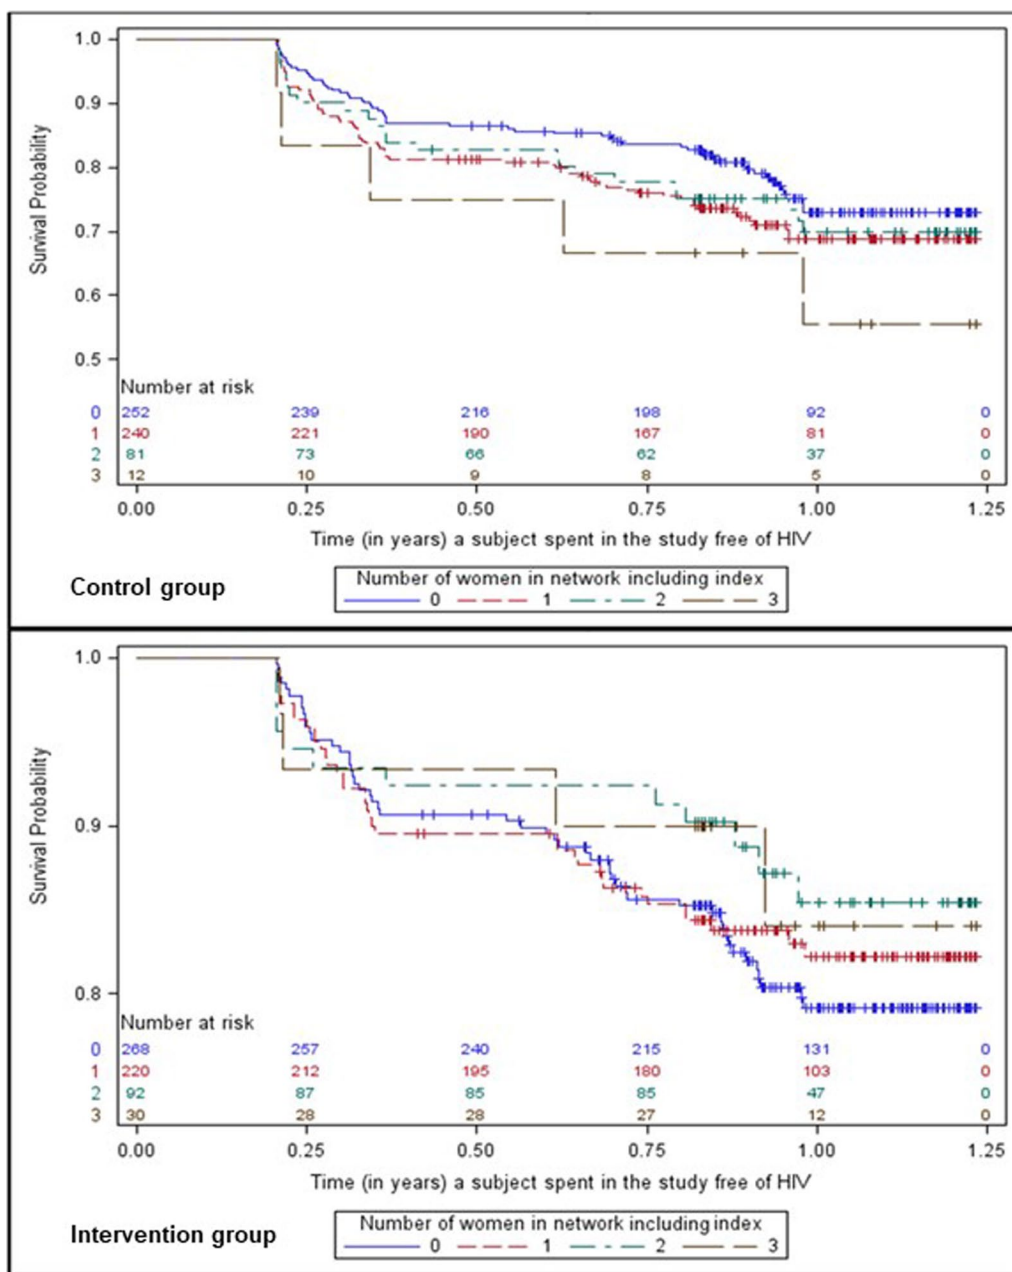 1.0
0.9
0.8
0.7
0.6
0.5
Survival Probability
Number at risk
0 252 239 216 198 92 0
1 240 221 190 167 81 0
2 81 73 66 62 37 0
3 12 10 9 8 5 0
0.00 0.25 0.50 0.75 1.00 1.25
Time (in years) a subject spent in the study free of HIV
Control group
Number of women in network including index
0 1 2 3
1.0
0.9
0.8
Survival Probability
Number at risk
0 268 257 240 215 131 0
1 220 212 195 180 103 0
2 92 87 85 85 47 0
3 30 28 28 27 12 0
0.00 0.25 0.50 0.75 1.00 1.25
Time (in years) a subject spent in the study free of HIV
Intervention group
Number of women in network including index
0 1 2 3